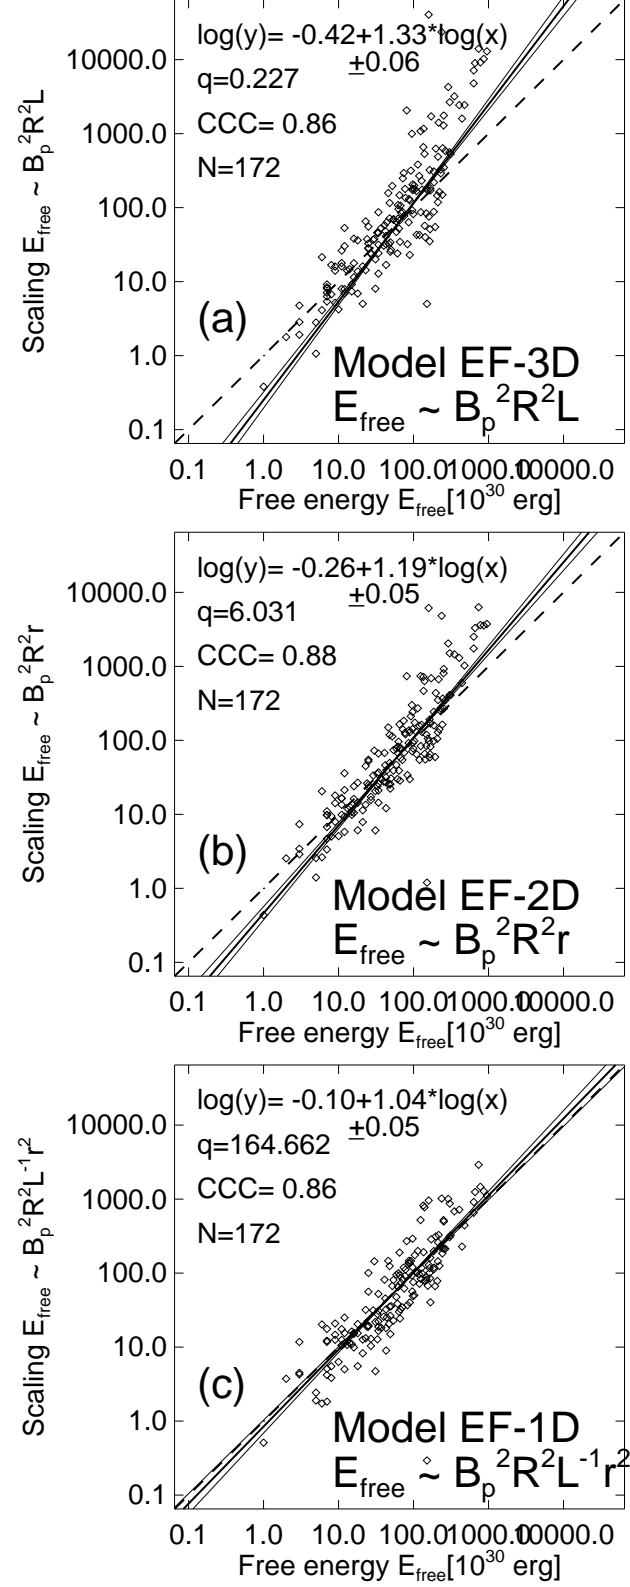 log(y)= -0.42+1.33*log(x)
±0.06
q=0.227
CCC= 0.86
N=172
(a)
Model EF-3D
E_free ~ B_p^2R^2L
Scaling E_free ~ B_p^2R^2L
10000.0
1000.0
100.0
10.0
1.0
0.1
0.1 1.0 10.0 100.0 1000.0 10000.0
Free energy E_free[10^30 erg]
log(y)= -0.26+1.19*log(x)
±0.05
q=6.031
CCC= 0.88
N=172
(b)
Model EF-2D
E_free ~ B_p^2R^2r
Scaling E_free ~ B_p^2R^2r
10000.0
1000.0
100.0
10.0
1.0
0.1
0.1 1.0 10.0 100.0 1000.0 10000.0
Free energy E_free[10^30 erg]
log(y)= -0.10+1.04*log(x)
±0.05
q=164.662
CCC= 0.86
N=172
(c)
Model EF-1D
E_free ~ B_p^2R^2L^-1r^2
Scaling E_free ~ B_p^2R^2L^-1r^2
10000.0
1000.0
100.0
10.0
1.0
0.1
0.1 1.0 10.0 100.0 1000.0 10000.0
Free energy E_free[10^30 erg]